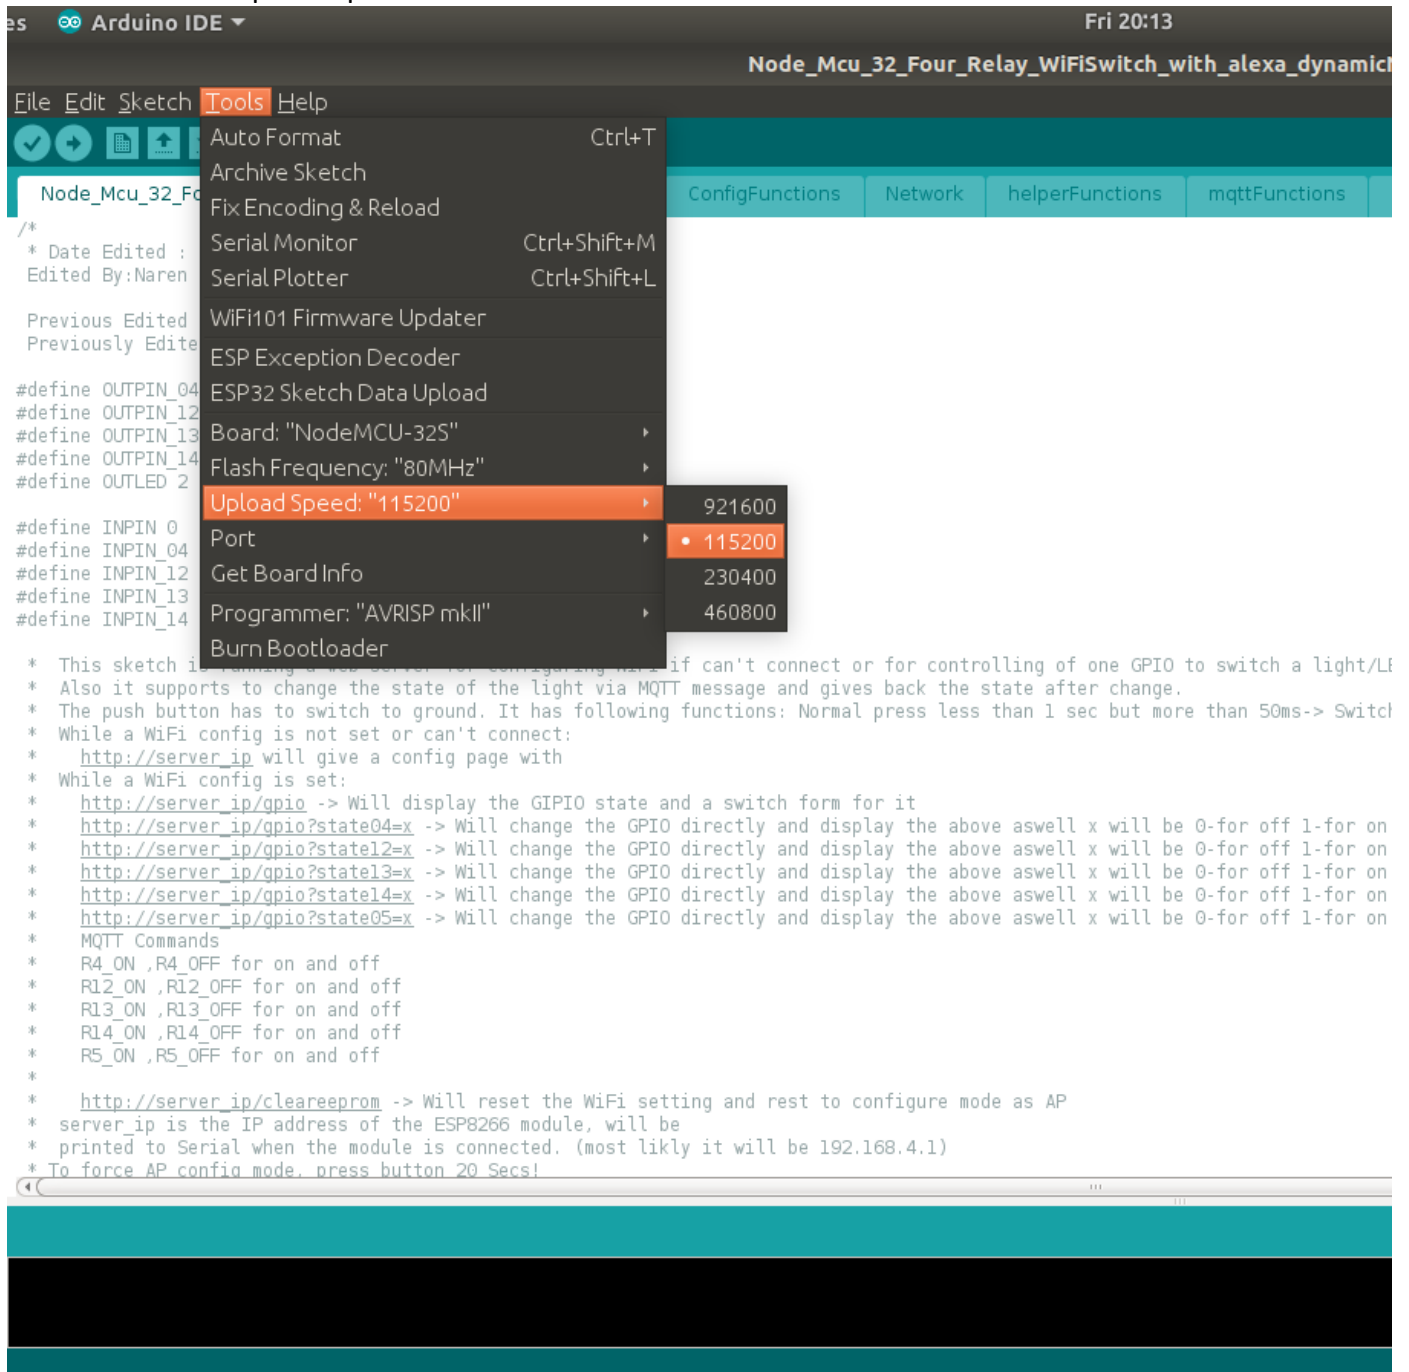 es Arduino IDE Fri 20:13
Node_Mcu_32_Four_Relay_WiFiSwitch_with_alexa_dynamic
File Edit Sketch Tools Help
Auto Format Ctrl+T
Archive Sketch
Fix Encoding & Reload
Serial Monitor Ctrl+Shift+M
Serial Plotter Ctrl+Shift+L
WiFi101 Firmware Updater
ESP Exception Decoder
ESP32 Sketch Data Upload
Board: "NodeMCU-32S"
Flash Frequency: "80MHz"
Upload Speed: "115200"
Port
Get Board Info
Programmer: "AVRISP mkII"
Burn Bootloader
921600
115200
230400
460800
Node_Mcu_32_Fo ConfigFunctions Network helperFunctions mqttFunctions
/*
* Date Edited :
Edited By:Naren
Previous Edited
Previously Edite
#define OUTPIN_04
#define OUTPIN_12
#define OUTPIN_13
#define OUTPIN_14
#define OUTLED 2
#define INPIN 0
#define INPIN_04
#define INPIN_12
#define INPIN_13
#define INPIN_14
* This sketch is running a web server for configuring WiFi if can't connect or for controlling of one GPIO to switch a light/LE
* Also it supports to change the state of the light via MQTT message and gives back the state after change.
* The push button has to switch to ground. It has following functions: Normal press less than 1 sec but more than 50ms-> Switch
* While a WiFi config is not set or can't connect:
* http://server_ip will give a config page with
* While a WiFi config is set:
* http://server_ip/gpio -> Will display the GIPIO state and a switch form for it
* http://server_ip/gpio?state04=x -> Will change the GPIO directly and display the above aswell x will be 0-for off 1-for on
* http://server_ip/gpio?state12=x -> Will change the GPIO directly and display the above aswell x will be 0-for off 1-for on
* http://server_ip/gpio?state13=x -> Will change the GPIO directly and display the above aswell x will be 0-for off 1-for on
* http://server_ip/gpio?state14=x -> Will change the GPIO directly and display the above aswell x will be 0-for off 1-for on
* http://server_ip/gpio?state05=x -> Will change the GPIO directly and display the above aswell x will be 0-for off 1-for on
* MQTT Commands
* R4_ON ,R4_OFF for on and off
* R12_ON ,R12_OFF for on and off
* R13_ON ,R13_OFF for on and off
* R14_ON ,R14_OFF for on and off
* R5_ON ,R5_OFF for on and off
*
* http://server_ip/cleareeprom -> Will reset the WiFi setting and rest to configure mode as AP
* server_ip is the IP address of the ESP8266 module, will be
* printed to Serial when the module is connected. (most likly it will be 192.168.4.1)
* To force AP config mode, press button 20 Secs!